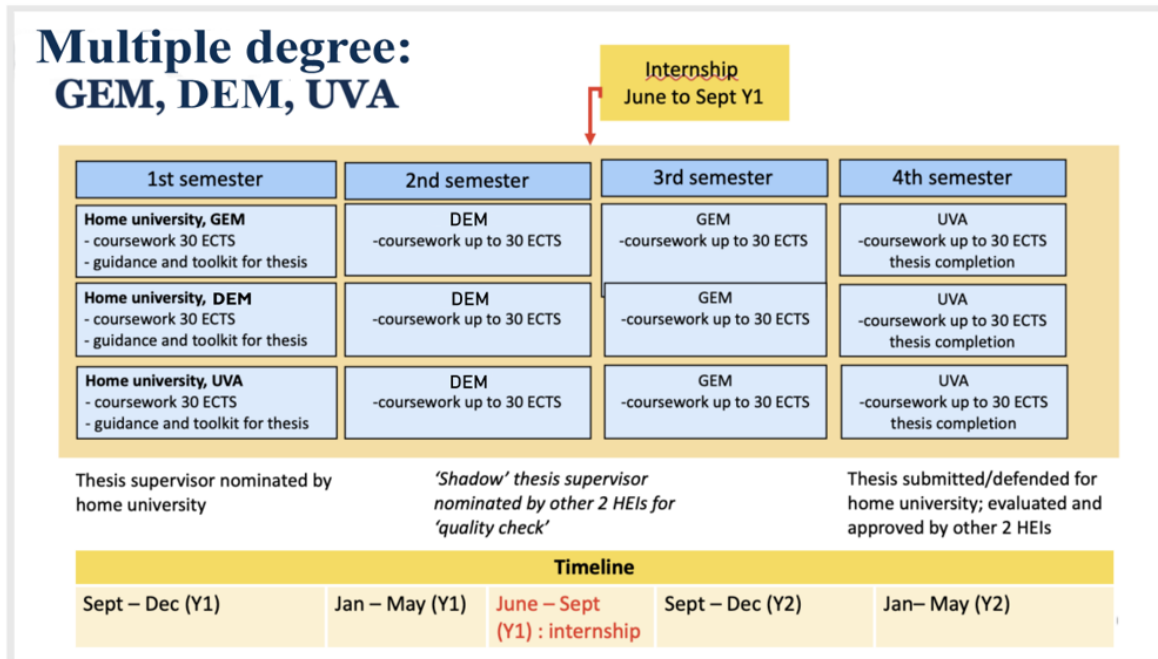 Multiple degree:
GEM, DEM, UVA
Internship
June to Sept Y1
1st semester
2nd semester
3rd semester
4th semester
Home university, GEM
- coursework 30 ECTS
- guidance and toolkit for thesis
DEM
-coursework up to 30 ECTS
GEM
-coursework up to 30 ECTS
UVA
-coursework up to 30 ECTS
thesis completion
Home university, DEM
- coursework 30 ECTS
- guidance and toolkit for thesis
DEM
-coursework up to 30 ECTS
GEM
-coursework up to 30 ECTS
UVA
-coursework up to 30 ECTS
thesis completion
Home university, UVA
- coursework 30 ECTS
- guidance and toolkit for thesis
DEM
-coursework up to 30 ECTS
GEM
-coursework up to 30 ECTS
UVA
-coursework up to 30 ECTS
thesis completion
Thesis supervisor nominated by
home university
‘Shadow’ thesis supervisor
nominated by other 2 HEIs for
‘quality check’
Thesis submitted/defended for
home university; evaluated and
approved by other 2 HEIs
Timeline
Sept – Dec (Y1)
Jan – May (Y1)
June – Sept
(Y1) : internship
Sept – Dec (Y2)
Jan– May (Y2)